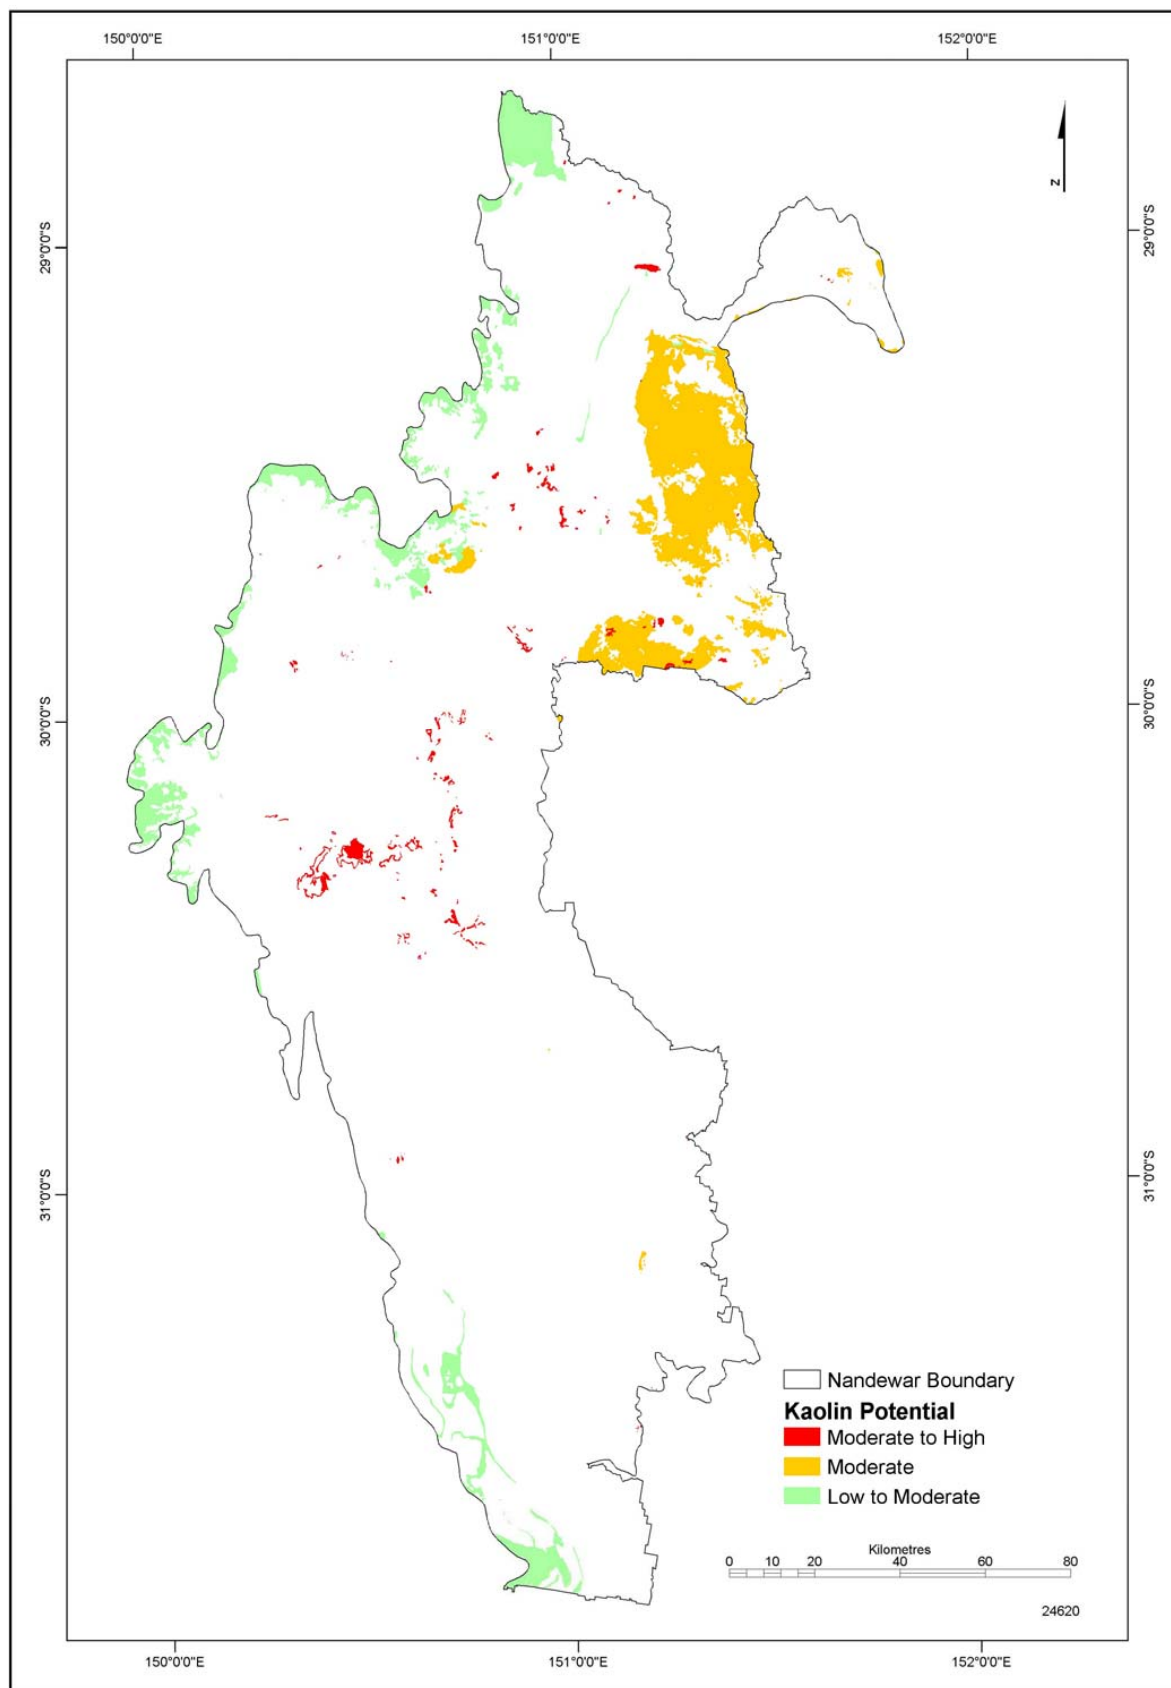 150°0'0"E
151°0'0"E
152°0'0"E
29°0'0"S
29°0'0"S
30°0'0"S
30°0'0"S
31°0'0"S
31°0'0"S
N
Nandewar Boundary
Kaolin Potential
Moderate to High
Moderate
Low to Moderate
Kilometres
0 10 20 40 60 80
24620
150°0'0"E
151°0'0"E
152°0'0"E